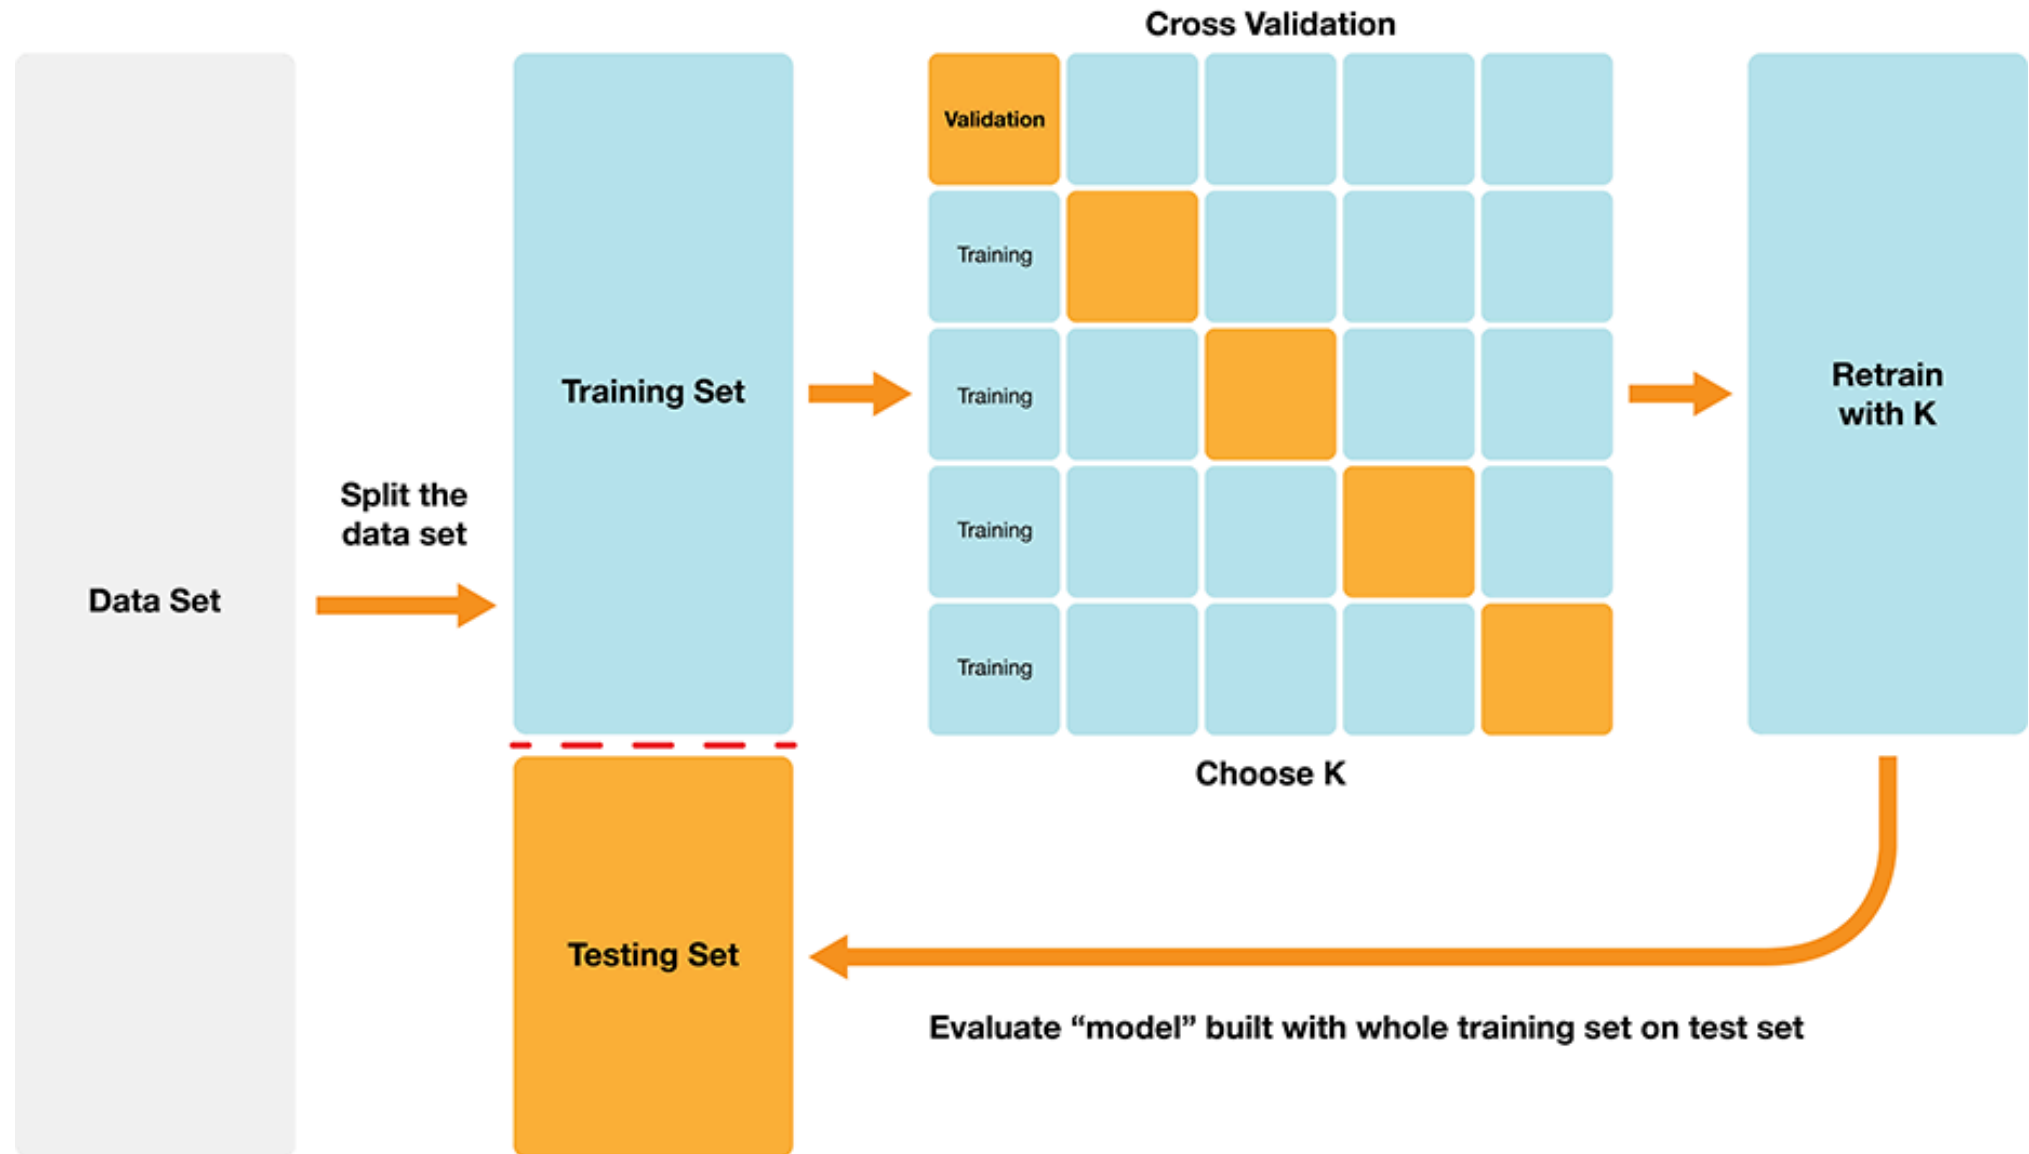 Cross Validation
Validation
Training
Training
Training
Training
Training Set
Retrain
with K
Split the
data set
Data Set
Choose K
Testing Set
Evaluate “model” built with whole training set on test set